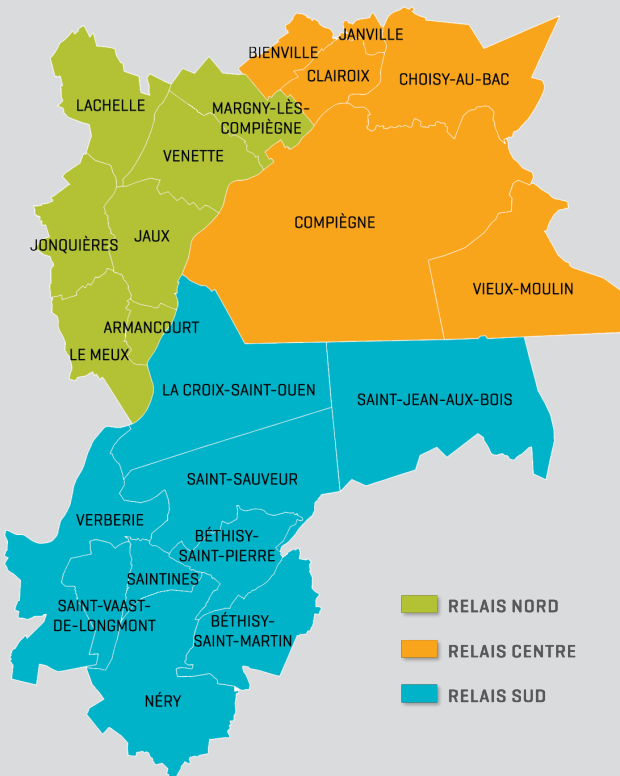 JANVILLE
BIENVILLE
CLAIROIX
CHOISY-AU-BAC
LACHELLE
MARGNY-LÈS-
COMPIÈGNE
VENETTE
COMPIÈGNE
JAUX
JONQUIÈRES
VIEUX-MOULIN
ARMANCOURT
LE MEUX
LA CROIX-SAINT-OUEN
SAINT-JEAN-AUX-BOIS
SAINT-SAUVEUR
VERBERIE
BÉTHISY-
SAINT-PIERRE
SAINTINES
SAINT-VAAST-
DE-LONGMONT
BÉTHISY-
SAINT-MARTIN
NÉRY
RELAIS NORD
RELAIS CENTRE
RELAIS SUD